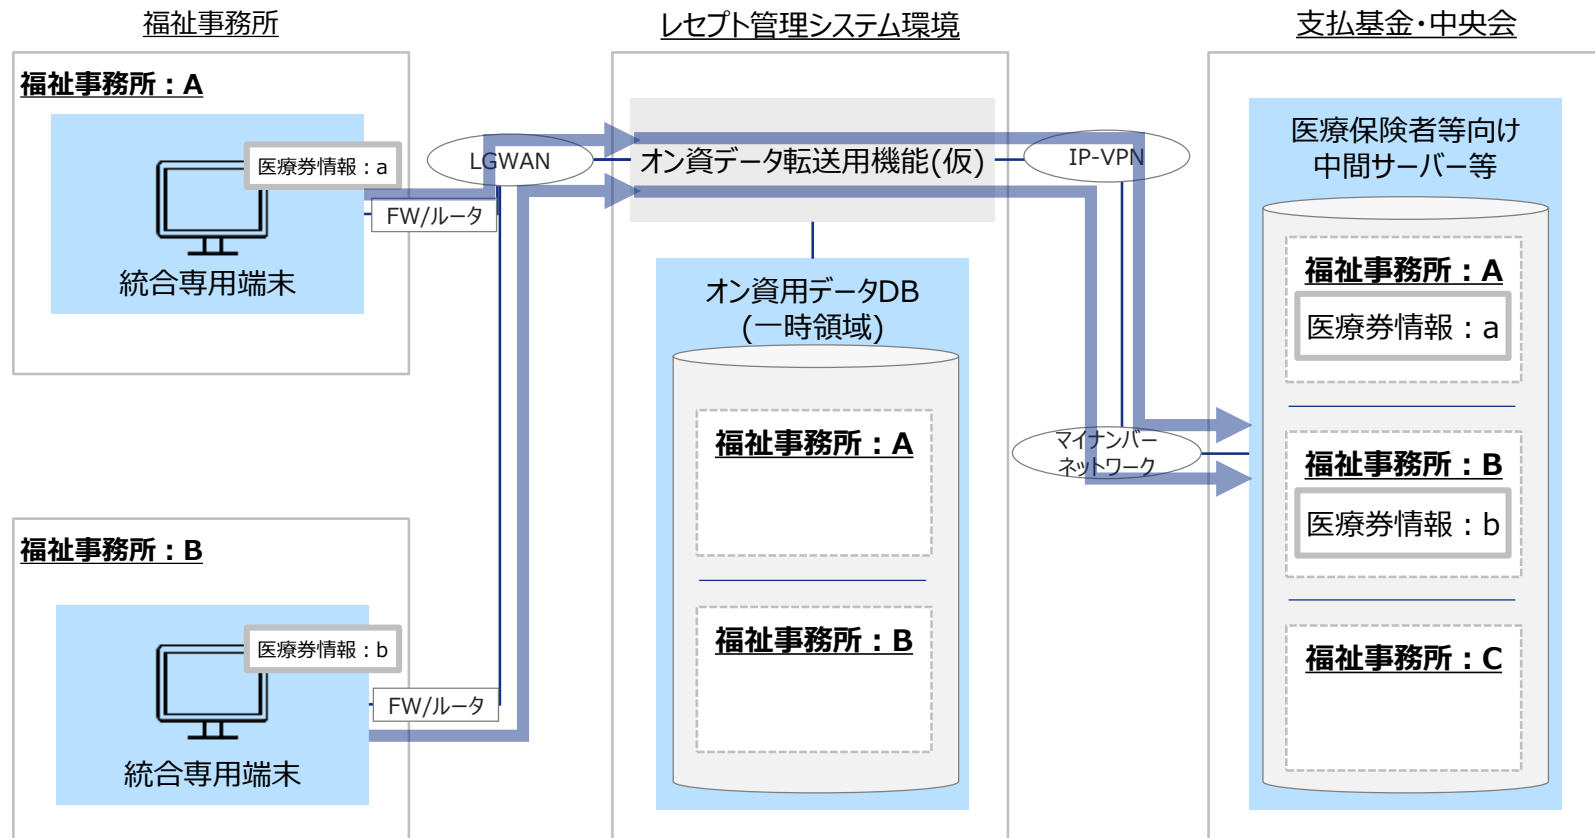 福祉事務所
福祉事務所：A
医療券情報：a
FW/ルータ
統合専用端末
福祉事務所：B
医療券情報：b
FW/ルータ
統合専用端末
LGWAN
レセプト管理システム環境
オン資データ転送用機能(仮)
オン資用データDB
(一時領域)
福祉事務所：A
福祉事務所：B
IP-VPN
マイナンバー
ネットワーク
支払基金・中央会
医療保険者等向け
中間サーバー等
福祉事務所：A
医療券情報：a
福祉事務所：B
医療券情報：b
福祉事務所：C